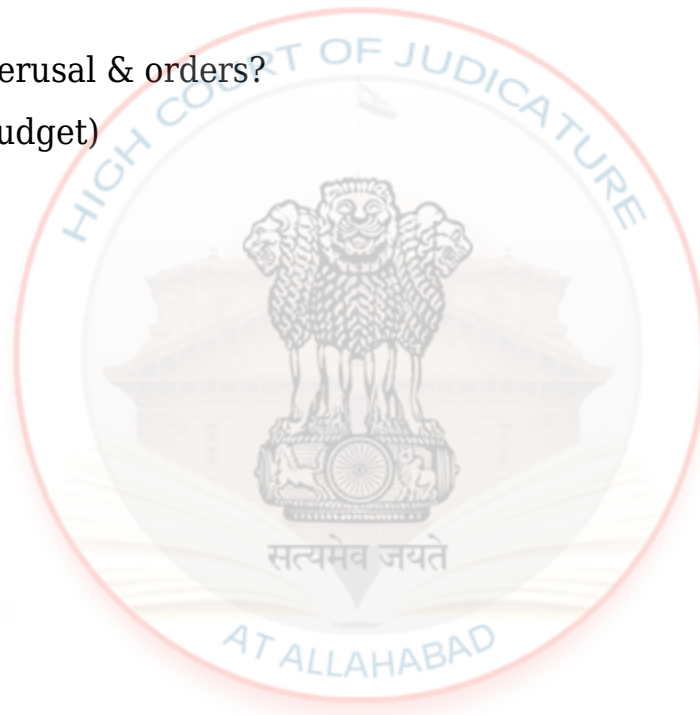 erusal & orders?
udget)
HIGH COURT OF JUDICATURE
सत्यमेव जयते
AT ALLAHABAD